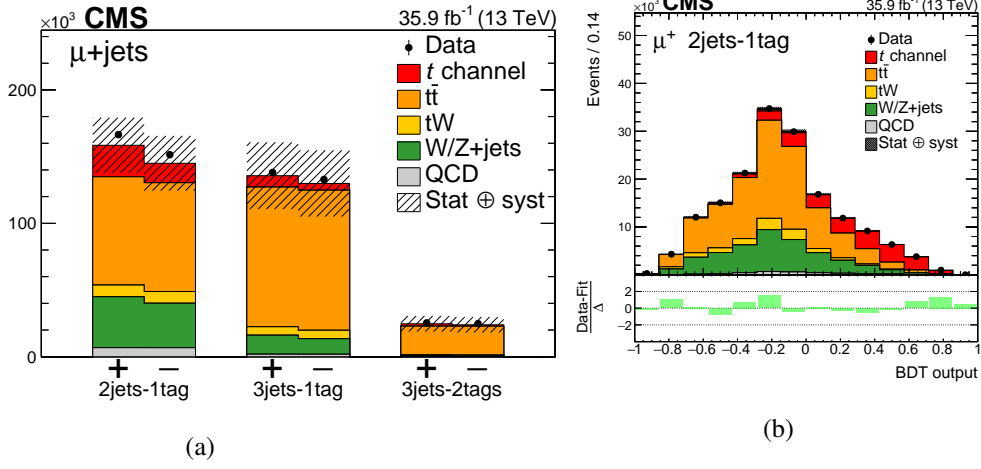 ×10³ CMS 35.9 fb⁻¹ (13 TeV)
μ+jets
Data
t channel
tt̄
tW
W/Z+jets
QCD
Stat ⊕ syst
200
100
0
+ − + − + −
2jets-1tag 3jets-1tag 3jets-2tags
(a)
×10³ CMS 35.9 fb⁻¹ (13 TeV)
μ⁺ 2jets-1tag
Events / 0.14
Data
t channel
tt̄
tW
W/Z+jets
QCD
Stat ⊕ syst
50
40
30
20
10
0
Data-Fit
Δ
2
0
−2
−1 −0.8 −0.6 −0.4 −0.2 0 0.2 0.4 0.6 0.8 1
BDT output
(b)